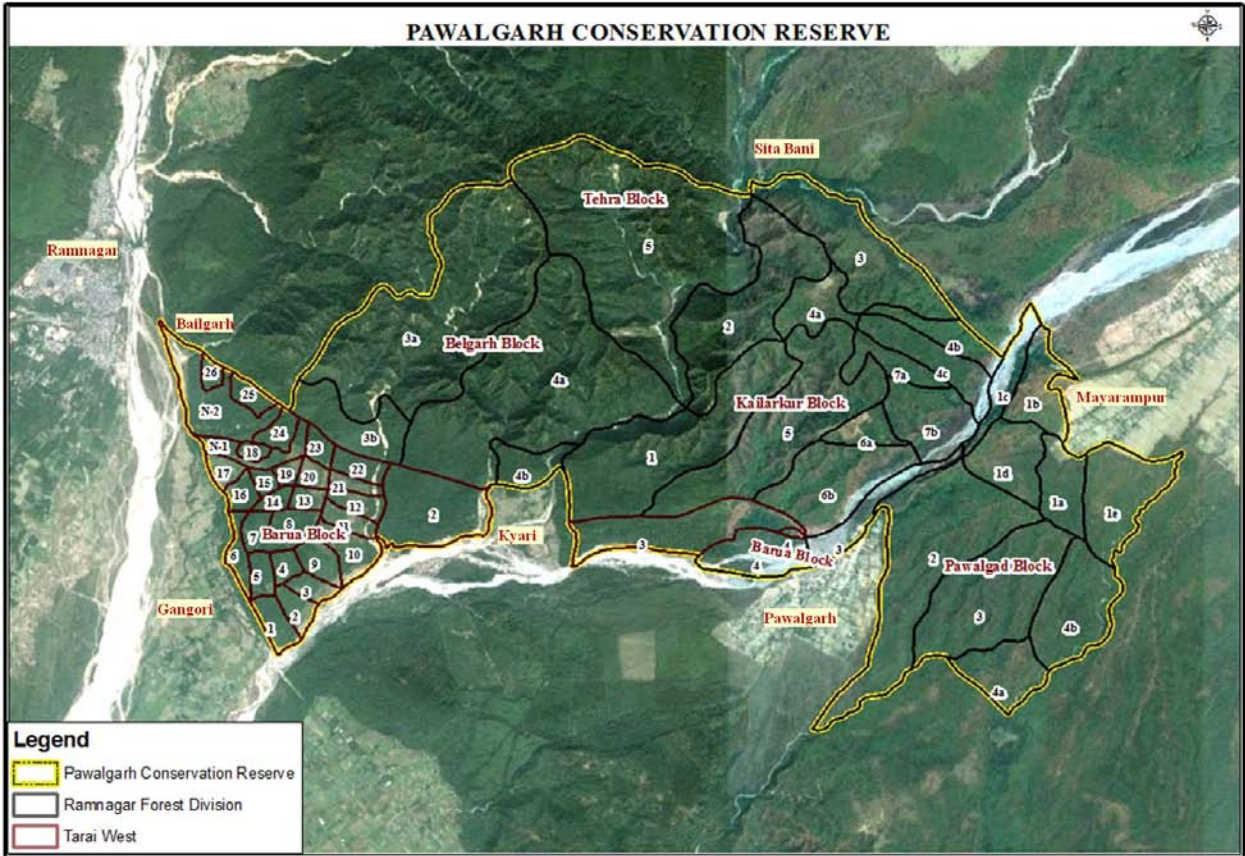 PAWALGARH CONSERVATION RESERVE
Sita Bani
Tehra Block
Ramnagar
5
3
Bailgarh
3a
Belgarh Block
2
4a
4b
26
25
4a
7a
4c
Mayarampur
N-2
Kailarkur Block
1c
1b
24
3b
5
7b
N-1
18
23
6a
17
15
19
20
22
4b
1
1d
1a
1e
16
14
13
21
12
6b
2
8
11
Kyari
7
Barua Block
10
3
4
3
6
9
Barua Block
4
2
Pawalgad Block
5
4
3
Gangori
2
Pawalgarh
3
1
4b
4a
Legend
Pawalgarh Conservation Reserve
Ramnagar Forest Division
Tarai West